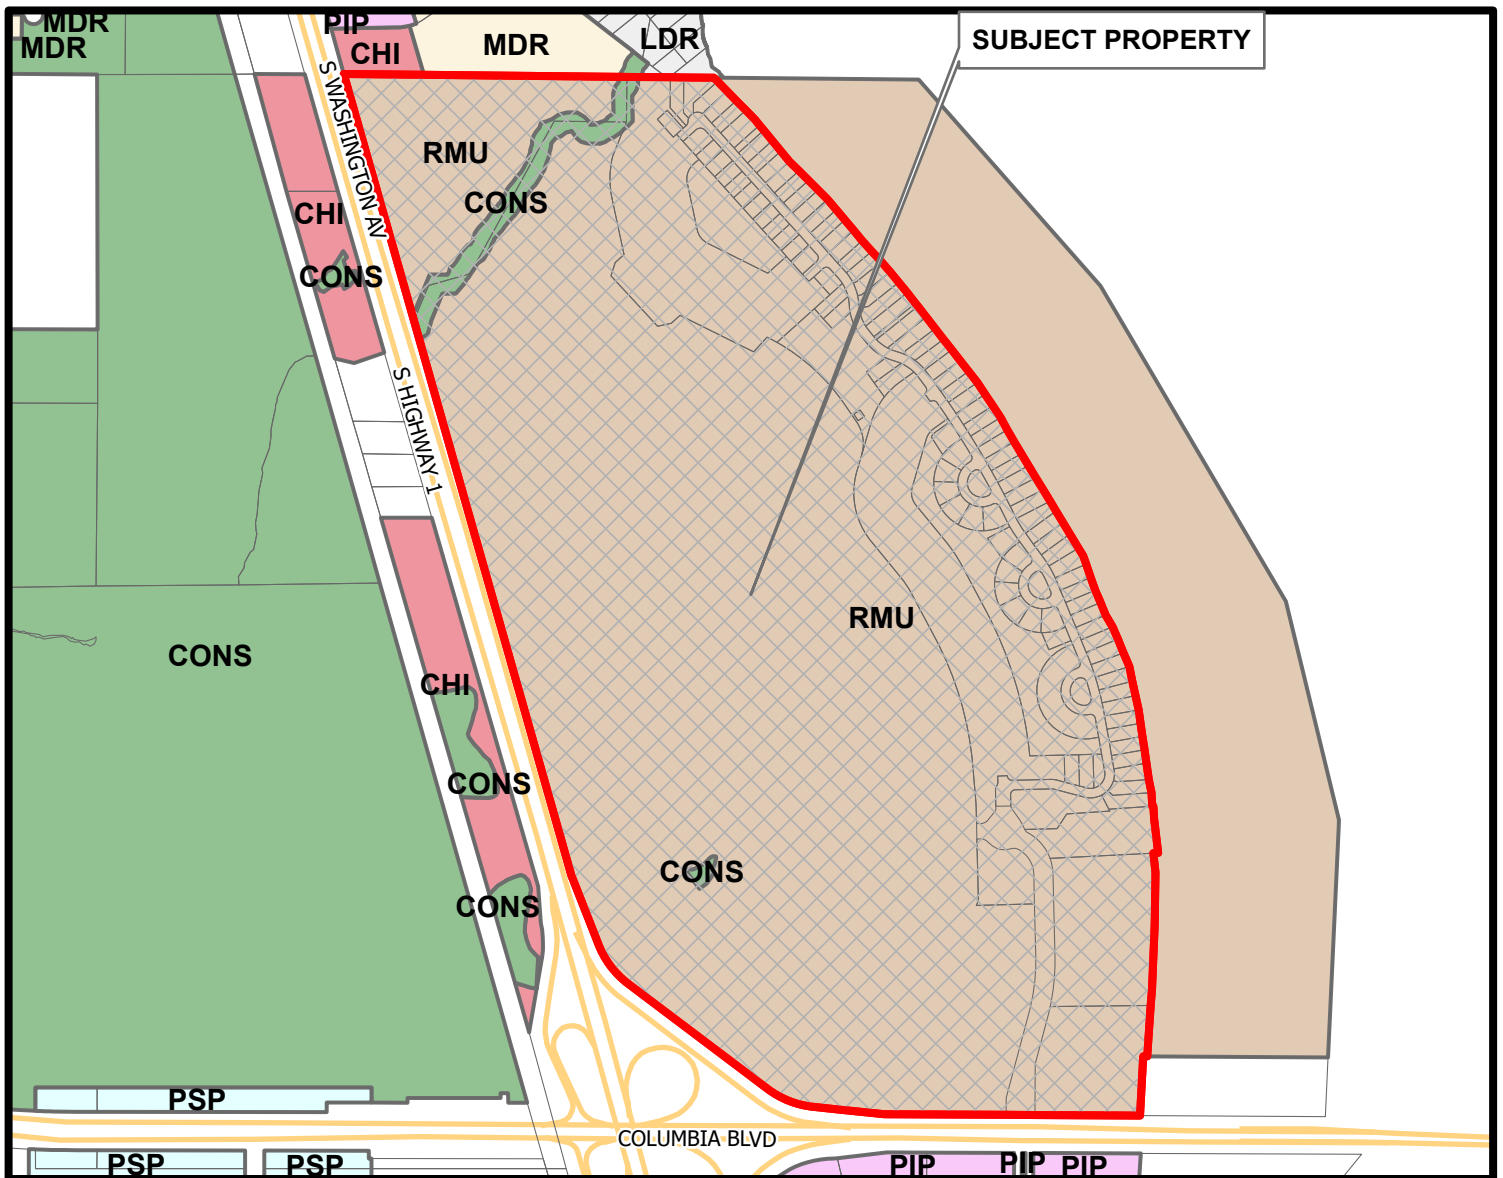 MDR
MDR
PIP
CHI
MDR
LDR
SUBJECT PROPERTY
S WASHINGTON AV
RMU
CONS
CHI
CONS
S HIGHWAY 1
RMU
CONS
CHI
CONS
CONS
CONS
PSP
COLUMBIA BLVD
PSP
PSP
PIP
PIP
PIP